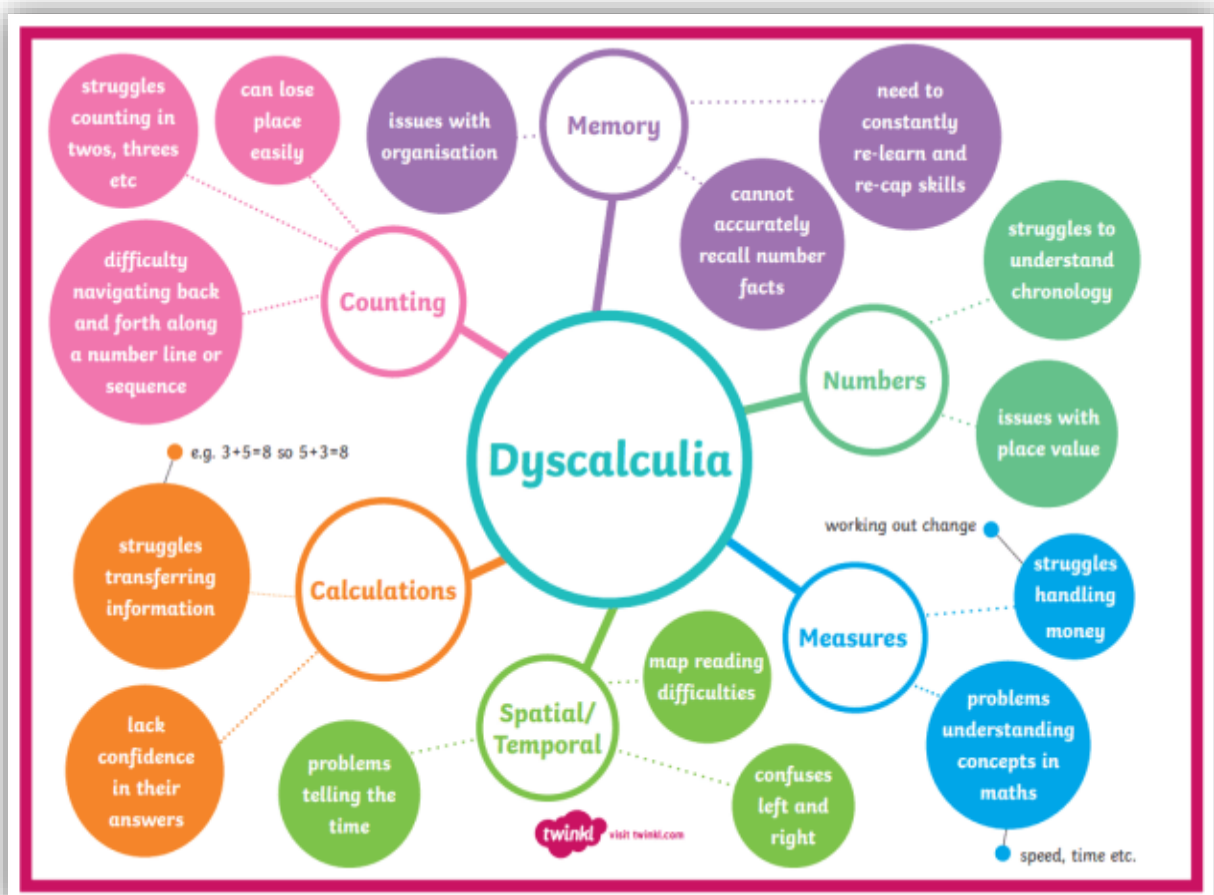 struggles
counting in
twos, threes
etc
can lose
place
easily
issues with
organisation
Memory
need to
constantly
re-learn and
re-cap skills
cannot
accurately
recall number
facts
struggles to
understand
chronology
difficulty
navigating back
and forth along
a number line or
sequence
Counting
Numbers
issues with
place value
Dyscalculia
e.g. 3+5=8 so 5+3=8
struggles
transferring
information
Calculations
working out change
struggles
handling
money
Measures
map reading
difficulties
Spatial/
Temporal
problems
understanding
concepts in
maths
lack
confidence
in their
answers
problems
telling the
time
confuses
left and
right
twinkl visit twinkl.com
speed, time etc.